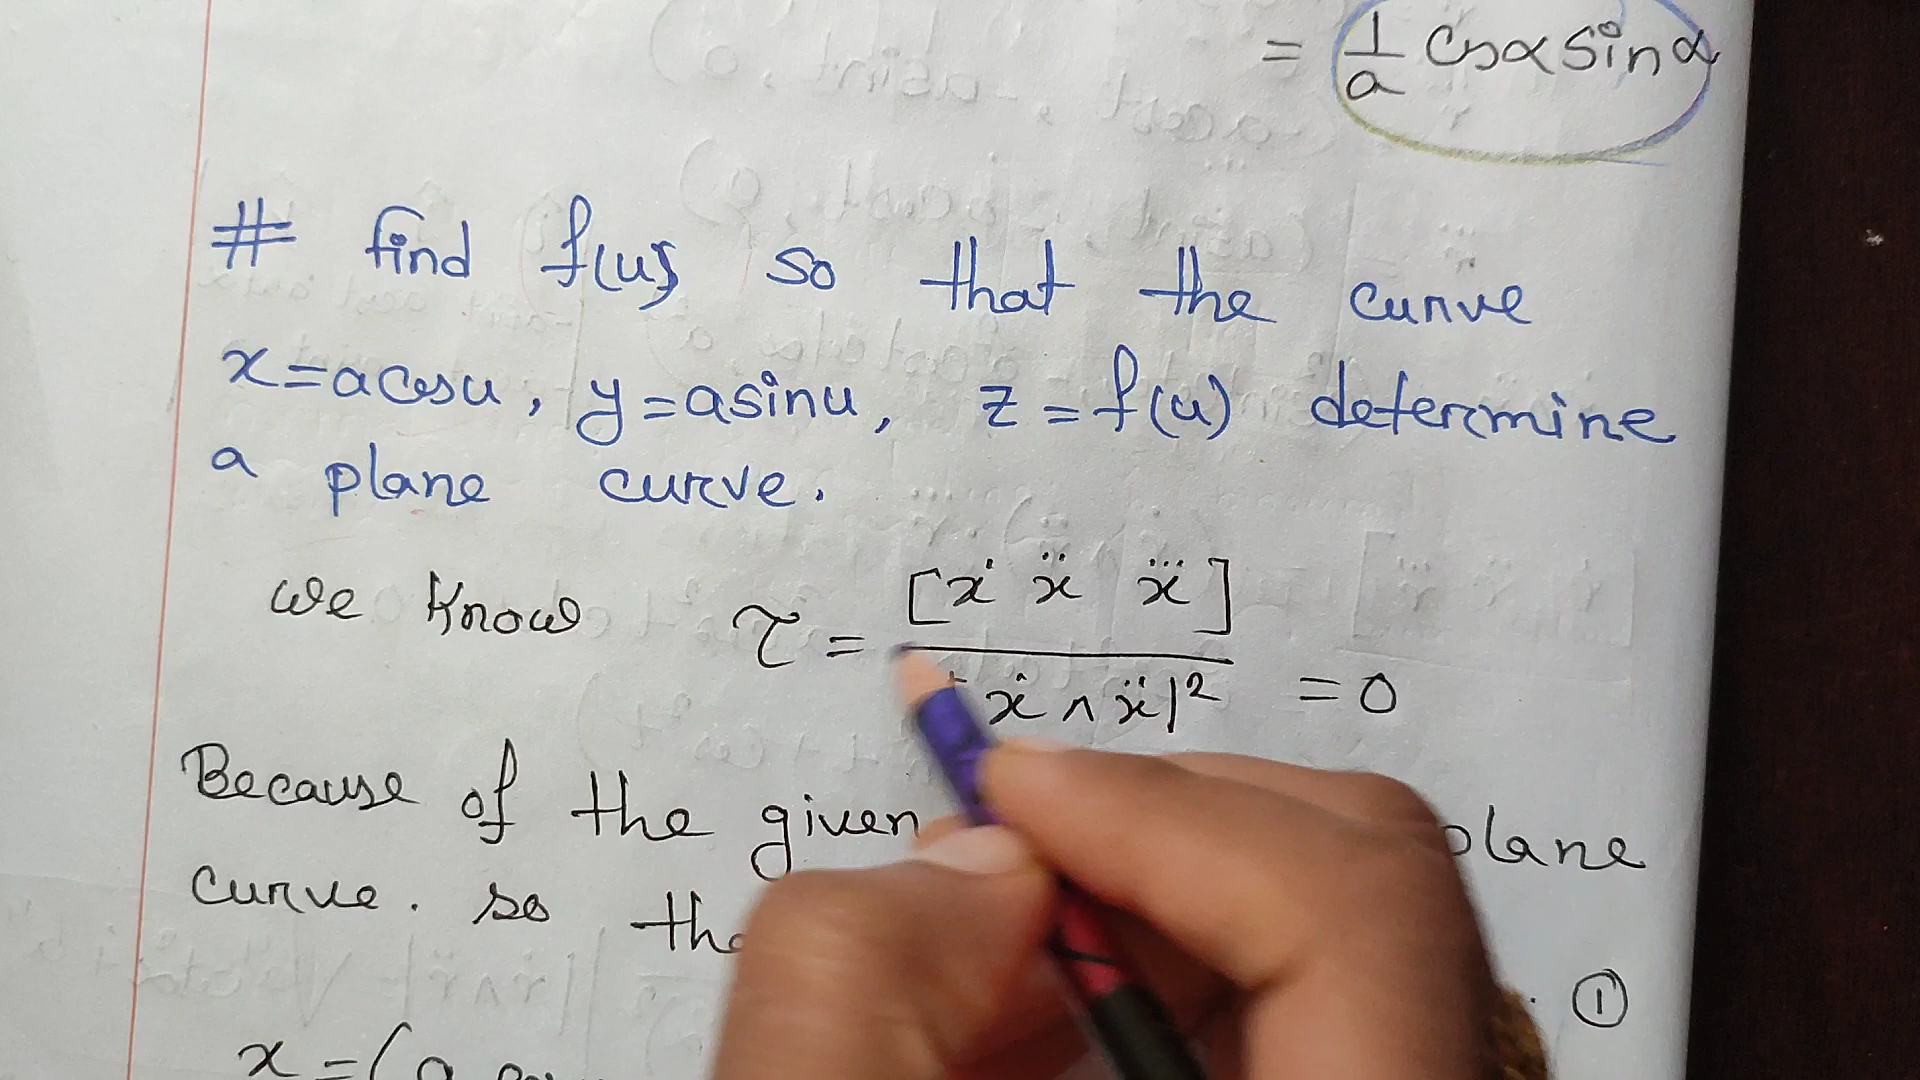 = 1/a cosα sinα
# find f(u) so that the curve
x=acosu, y=asinu, z=f(u) determine
a plane curve.
we know τ = [ẋ ẍ x⃛] / |ẋ ∧ ẍ|² = 0
Because of the given plane
curve. so the
①
x = (a